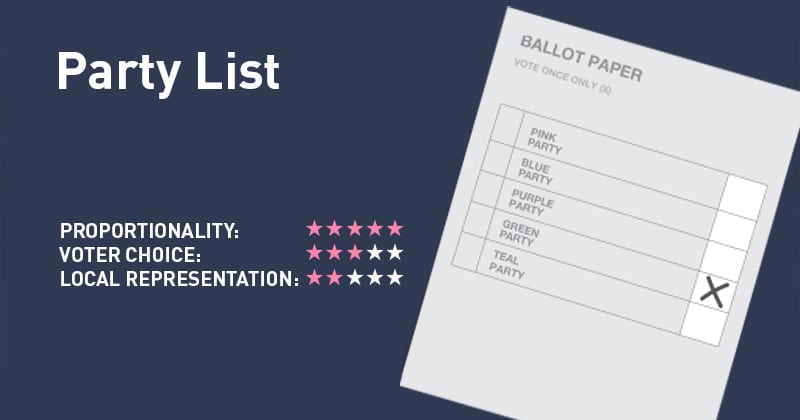 Party List
PROPORTIONALITY: ★★★★★
VOTER CHOICE: ★★★★★
LOCAL REPRESENTATION: ★★★★★
BALLOT PAPER
VOTE ONCE ONLY (X)
PINK
PARTY
BLUE
PARTY
PURPLE
PARTY
GREEN
PARTY
X
TEAL
PARTY